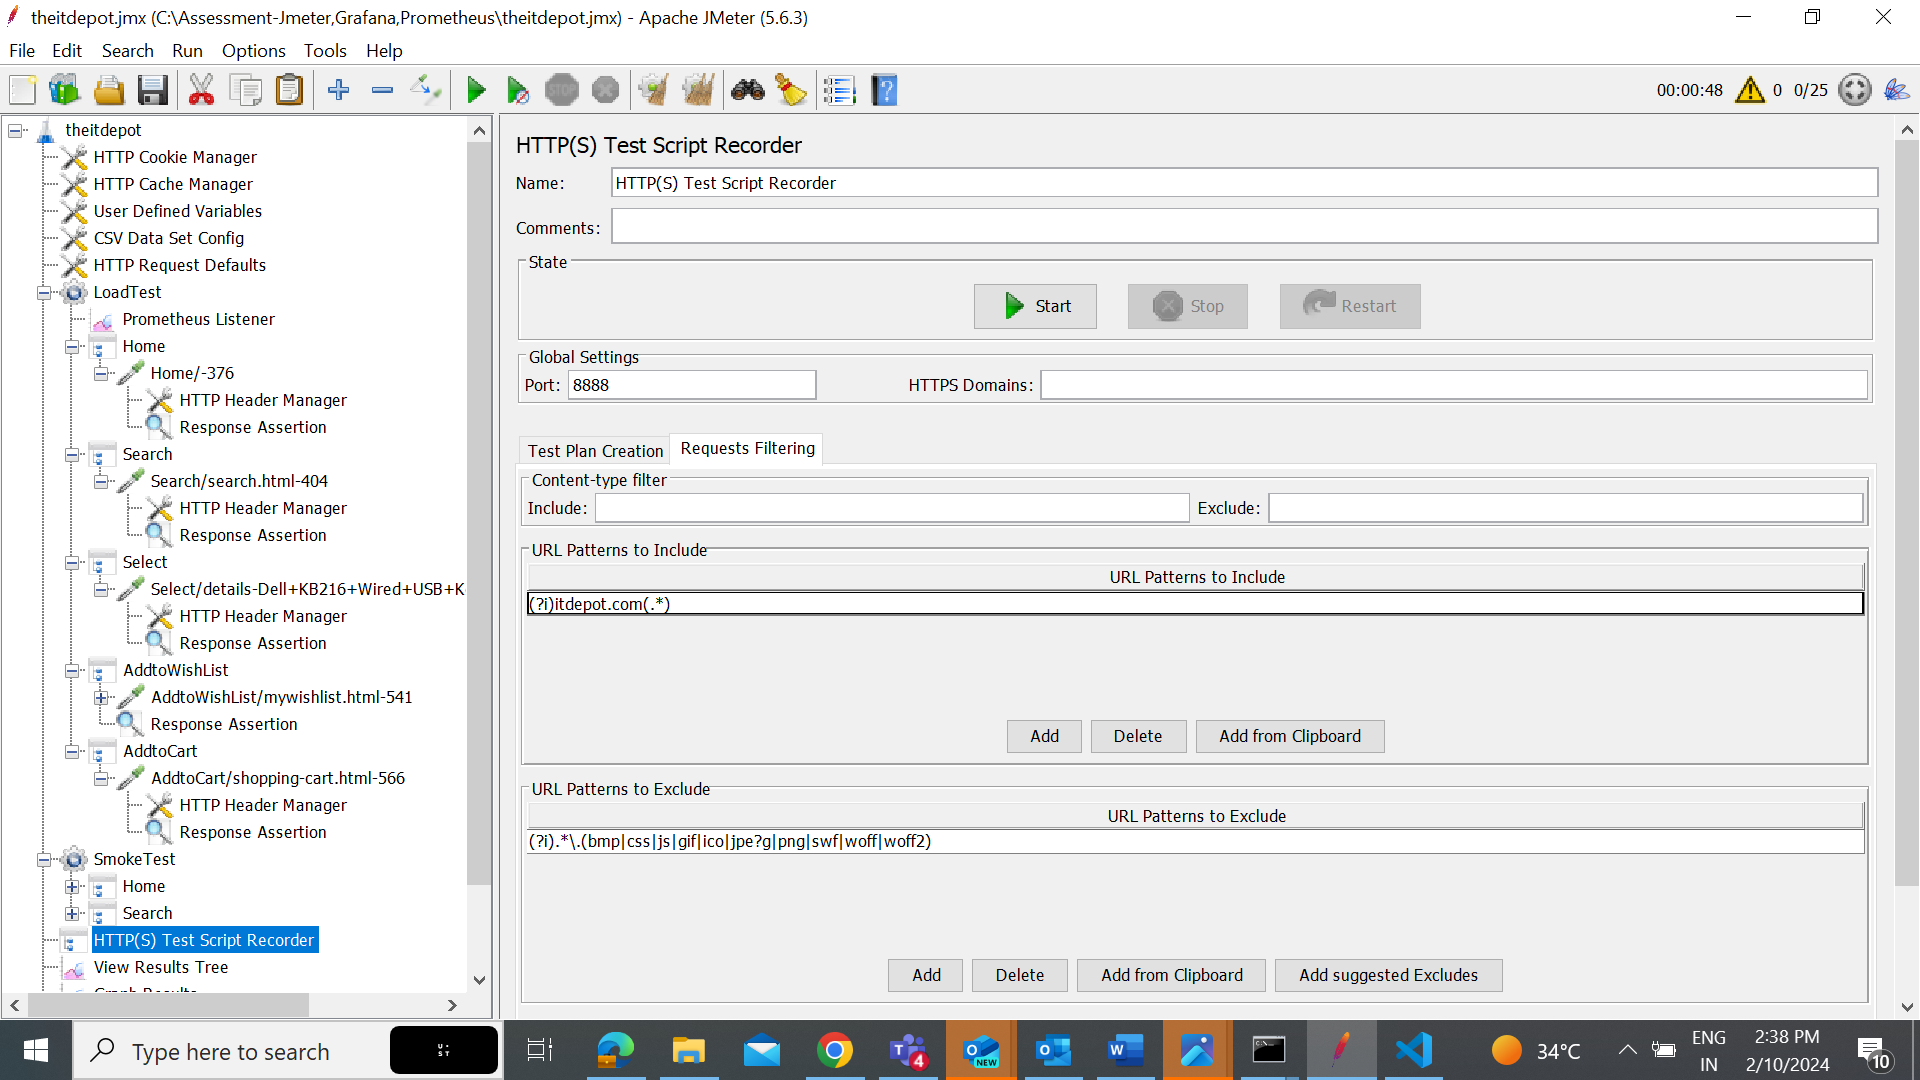 theitdepot.jmx (C:\Assessment-Jmeter,Grafana,Prometheus\theitdepot.jmx) - Apache JMeter (5.6.3)
File Edit Search Run Options Tools Help
STOP
00:00:48 0 0/25
theitdepot
HTTP Cookie Manager
HTTP Cache Manager
User Defined Variables
CSV Data Set Config
HTTP Request Defaults
LoadTest
Prometheus Listener
Home
Home/-376
HTTP Header Manager
Response Assertion
Search
Search/search.html-404
HTTP Header Manager
Response Assertion
Select
Select/details-Dell+KB216+Wired+USB+K
HTTP Header Manager
Response Assertion
AddtoWishList
AddtoWishList/mywishlist.html-541
Response Assertion
AddtoCart
AddtoCart/shopping-cart.html-566
HTTP Header Manager
Response Assertion
SmokeTest
Home
Search
HTTP(S) Test Script Recorder
View Results Tree
Graph Results
HTTP(S) Test Script Recorder
Name: HTTP(S) Test Script Recorder
Comments:
State
Start Stop Restart
Global Settings
Port: 8888 HTTPS Domains:
Test Plan Creation Requests Filtering
Content-type filter
Include: Exclude:
URL Patterns to Include
URL Patterns to Include
(?i)itdepot.com(.*)
Add Delete Add from Clipboard
URL Patterns to Exclude
URL Patterns to Exclude
(?i).*\.(bmp|css|js|gif|ico|jpe?g|png|swf|woff|woff2)
Add Delete Add from Clipboard Add suggested Excludes
Type here to search
U·
ST
4
NEW
34°C
ENG
IN
2:38 PM
2/10/2024
10